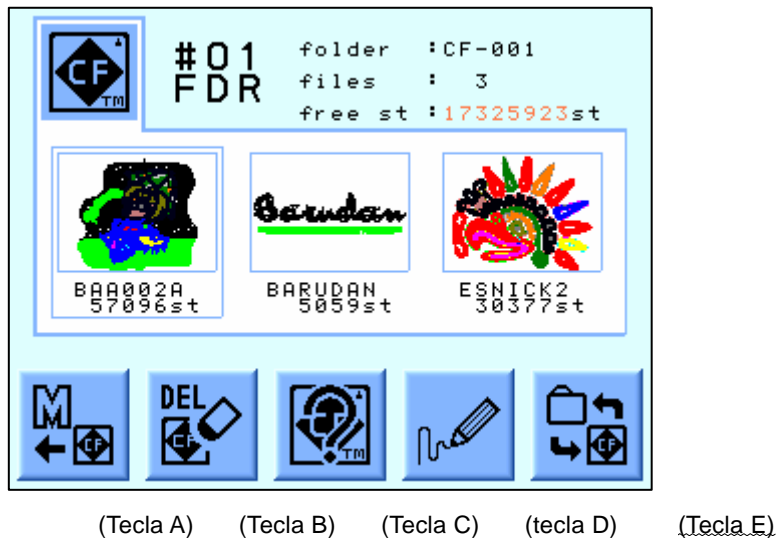 CF
TM
#01
FDR
folder :CF-001
files : 3
free st :17325923st
Barudan
BAA002A
57096st
BARUDAN
5059st
ESNICK2
30377st
M
CF
DEL
CF
CF
TM
CF
(Tecla A) (Tecla B) (Tecla C) (tecla D) (Tecla E)